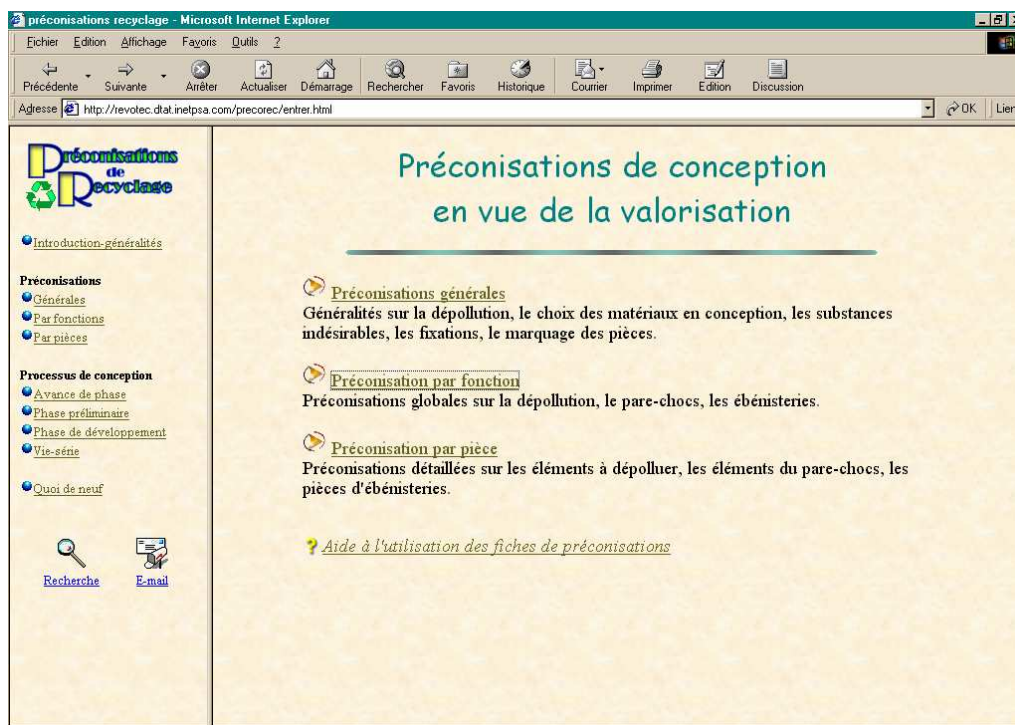 préconisations recyclage - Microsoft Internet Explorer
Fichier Edition Affichage Favoris Outils ?
Précédente Suivante Arrêter Actualiser Démarrage Rechercher Favoris Historique Courrier Imprimer Edition Discussion
Adresse http://revotec.dtat.inetpsa.com/precorec/entrer.html OK Lien
Préconisations
de
Recyclage
Introduction-généralités
Préconisations
Générales
Par fonctions
Par pièces
Processus de conception
Avance de phase
Phase préliminaire
Phase de développement
Vie-série
Quoi de neuf
Recherche E-mail
Préconisations de conception
en vue de la valorisation
Préconisations générales
Généralités sur la dépollution, le choix des matériaux en conception, les substances
indésirables, les fixations, le marquage des pièces.
Préconisation par fonction
Préconisations globales sur la dépollution, le pare-chocs, les ébénisteries.
Préconisation par pièce
Préconisations détaillées sur les éléments à dépolluer, les éléments du pare-chocs, les
pièces d'ébénisteries.
? Aide à l'utilisation des fiches de préconisations